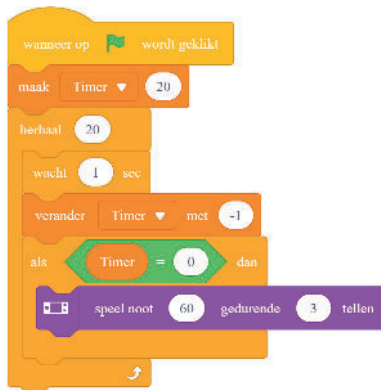 wanneer op wordt geklikt
maak Timer 20
herhaal 20
wacht 1 sec
verander Timer met -1
als Timer = 0 dan
speel noot 60 gedurende 3 tellen